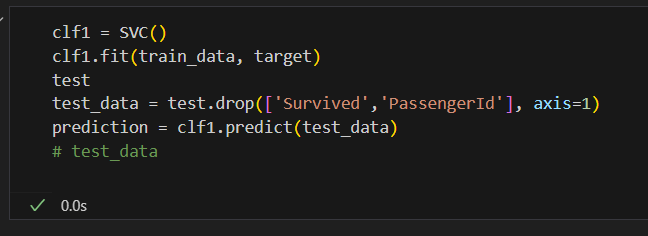 clf1 = SVC()
clf1.fit(train_data, target)
test
test_data = test.drop(['Survived','PassengerId'], axis=1)
prediction = clf1.predict(test_data)
# test_data
0.0s